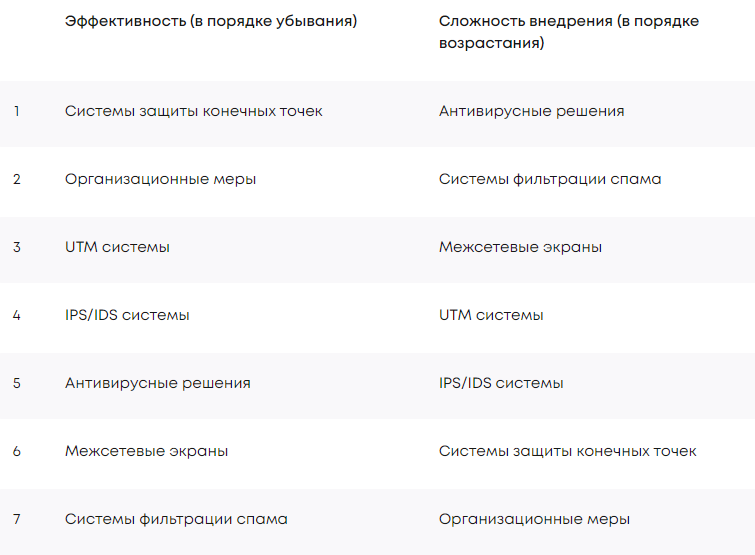 Эффективность (в порядке убывания)
Сложность внедрения (в порядке
возрастания)
1 Системы защиты конечных точек Антивирусные решения
2 Организационные меры Системы фильтрации спама
3 UTM системы Межсетевые экраны
4 IPS/IDS системы UTM системы
5 Антивирусные решения IPS/IDS системы
6 Межсетевые экраны Системы защиты конечных точек
7 Системы фильтрации спама Организационные меры